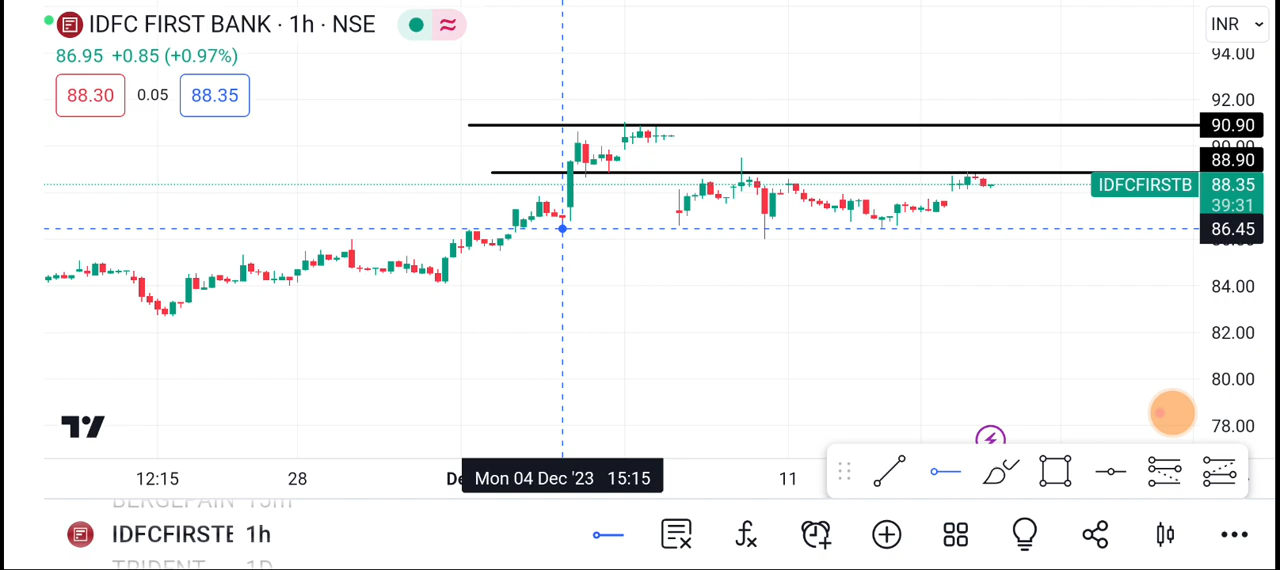 IDFC FIRST BANK · 1h · NSE
INR
86.95 +0.85 (+0.97%)
88.30 0.05 88.35
94.00
92.00
90.90
88.90
IDFCFIRSTB 88.35
39:31
86.45
84.00
82.00
80.00
78.00
12:15 28 Mon 04 Dec '23 15:15 11
IDFCFIRSTE 1h
TRIDENT 1D